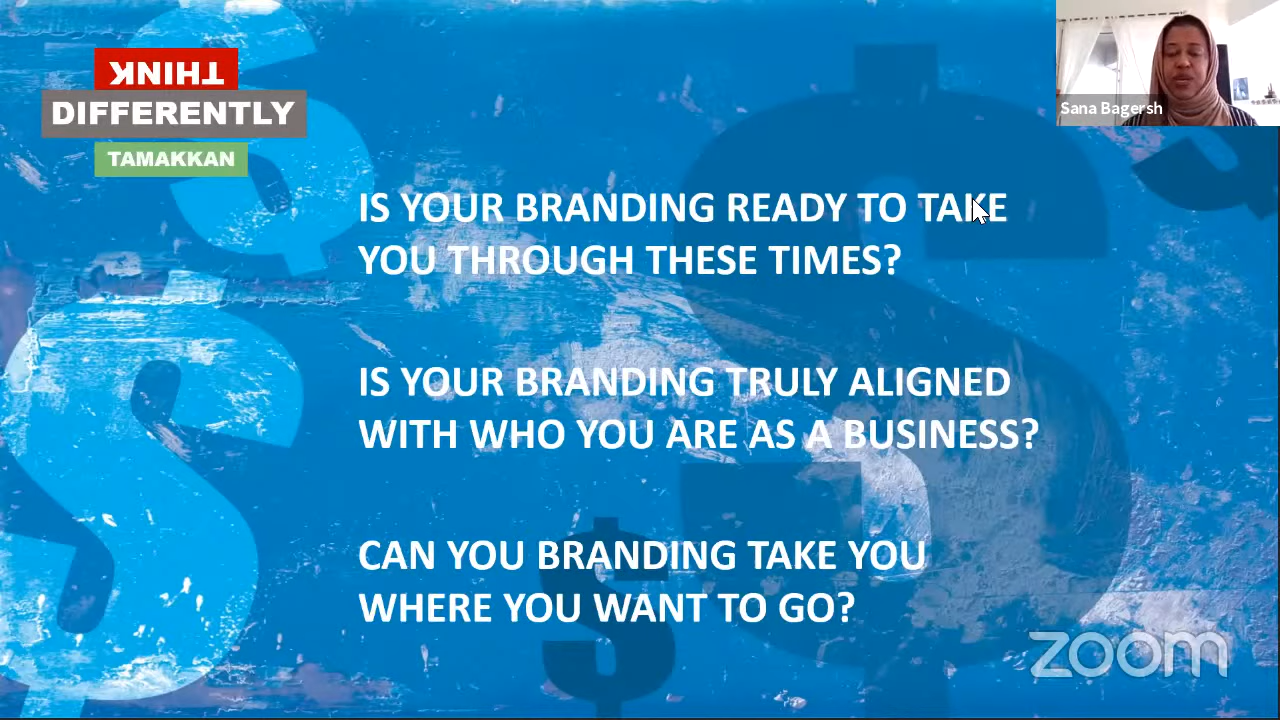 THINK
DIFFERENTLY
TAMAKKAN
Sana Bagersh
IS YOUR BRANDING READY TO TAKE
YOU THROUGH THESE TIMES?
IS YOUR BRANDING TRULY ALIGNED
WITH WHO YOU ARE AS A BUSINESS?
CAN YOU BRANDING TAKE YOU
WHERE YOU WANT TO GO?
zoom